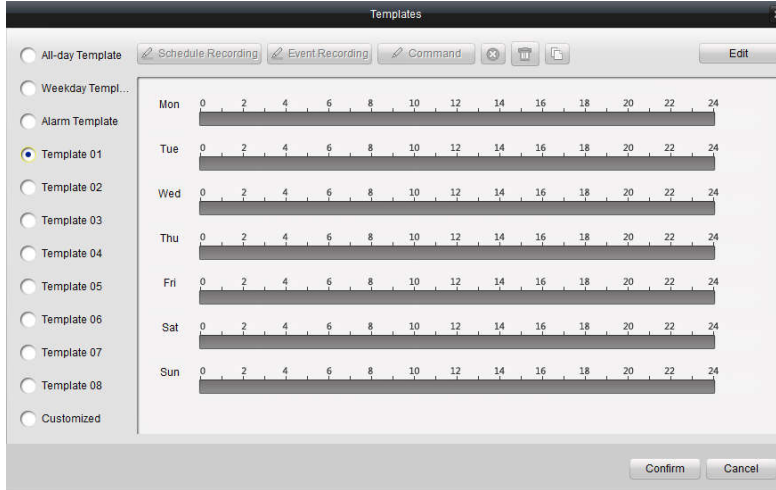 Templates
All-day Template
Schedule Recording
Event Recording
Command
Edit
Weekday Templ...
Alarm Template
Template 01
Template 02
Template 03
Template 04
Template 05
Template 06
Template 07
Template 08
Customized
Mon 0 2 4 6 8 10 12 14 16 18 20 22 24
Tue 0 2 4 6 8 10 12 14 16 18 20 22 24
Wed 0 2 4 6 8 10 12 14 16 18 20 22 24
Thu 0 2 4 6 8 10 12 14 16 18 20 22 24
Fri 0 2 4 6 8 10 12 14 16 18 20 22 24
Sat 0 2 4 6 8 10 12 14 16 18 20 22 24
Sun 0 2 4 6 8 10 12 14 16 18 20 22 24
Confirm
Cancel